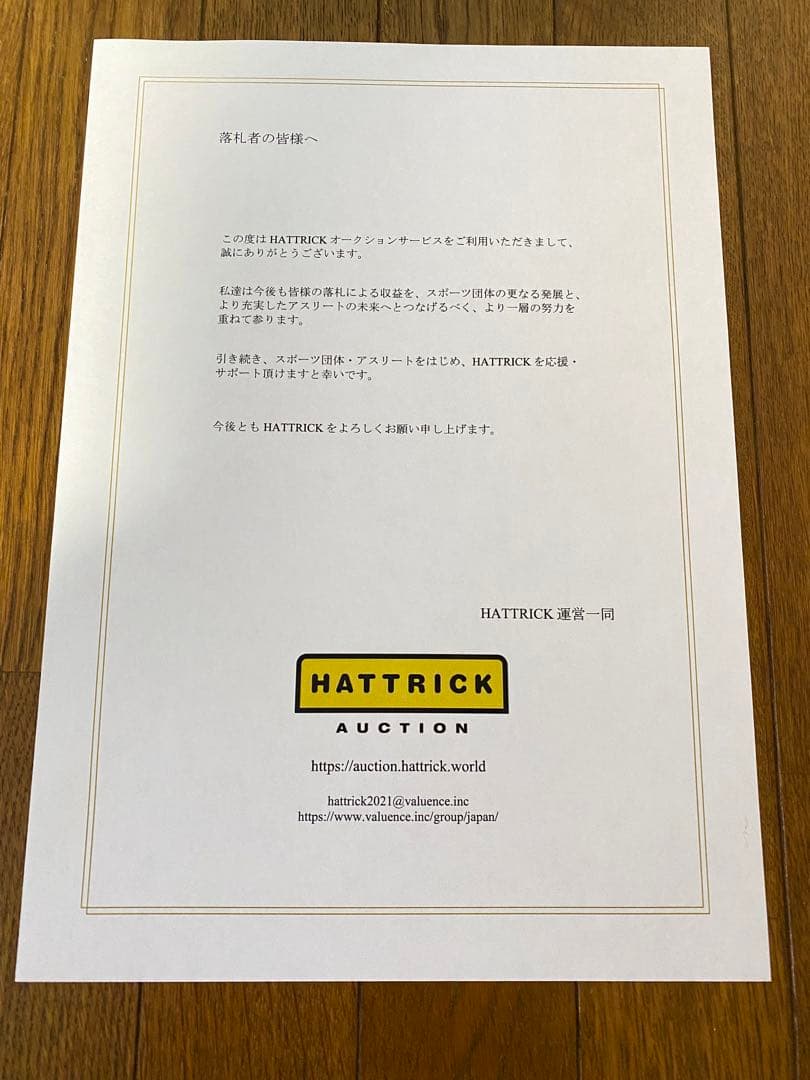 落札者の皆様へ
この度は HATTRICK オークションサービスをご利用いただきまして、
誠にありがとうございます。
私達は今後も皆様の落札による収益を、スポーツ団体の更なる発展と、
より充実したアスリートの未来へとつなげるべく、より一層の努力を
重ねて参ります。
引き続き、スポーツ団体・アスリートをはじめ、HATTRICK を応援・
サポート頂けますと幸いです。
今後とも HATTRICK をよろしくお願い申し上げます。
HATTRICK 運営一同
HATTRICK
AUCTION
https://auction.hattrick.world
hattrick2021@valuence.inc
https://www.valuence.inc/group/japan/